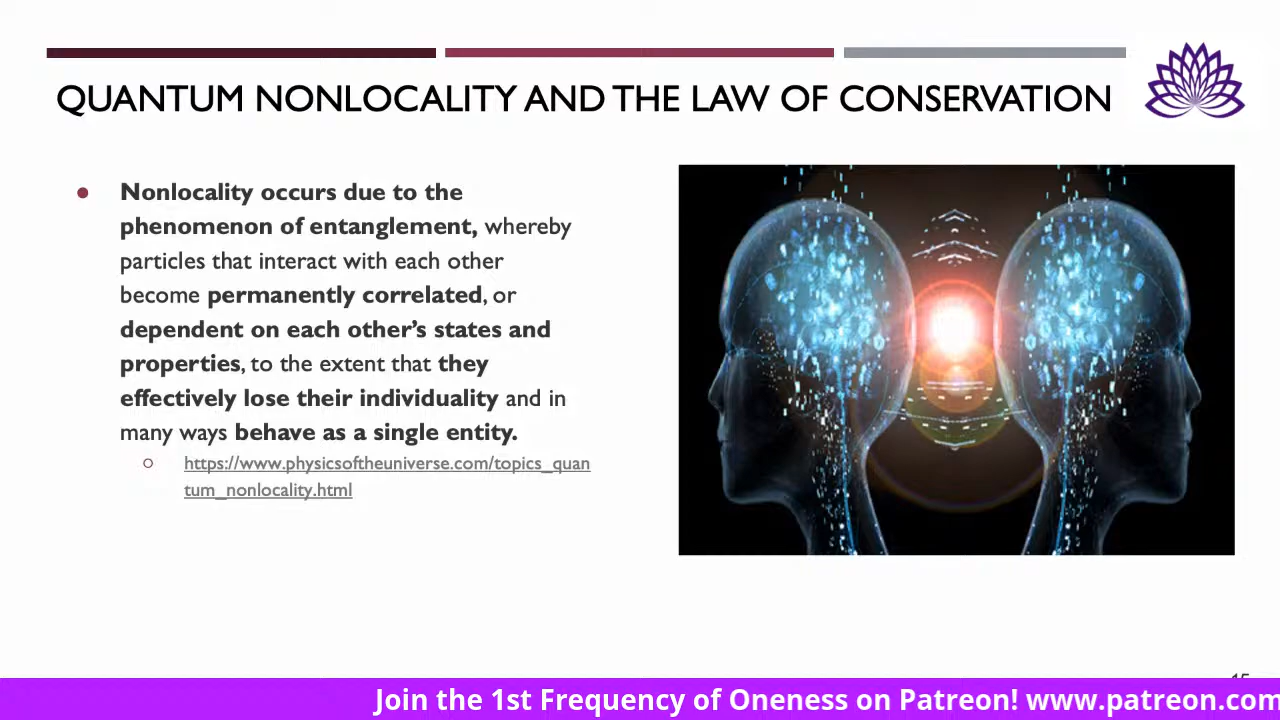 QUANTUM NONLOCALITY AND THE LAW OF CONSERVATION
Nonlocality occurs due to the
phenomenon of entanglement, whereby
particles that interact with each other
become permanently correlated, or
dependent on each other’s states and
properties, to the extent that they
effectively lose their individuality and in
many ways behave as a single entity.
https://www.physicsoftheuniverse.com/topics_quan
tum_nonlocality.html
Join the 1st Frequency of Oneness on Patreon! www.patreon.com